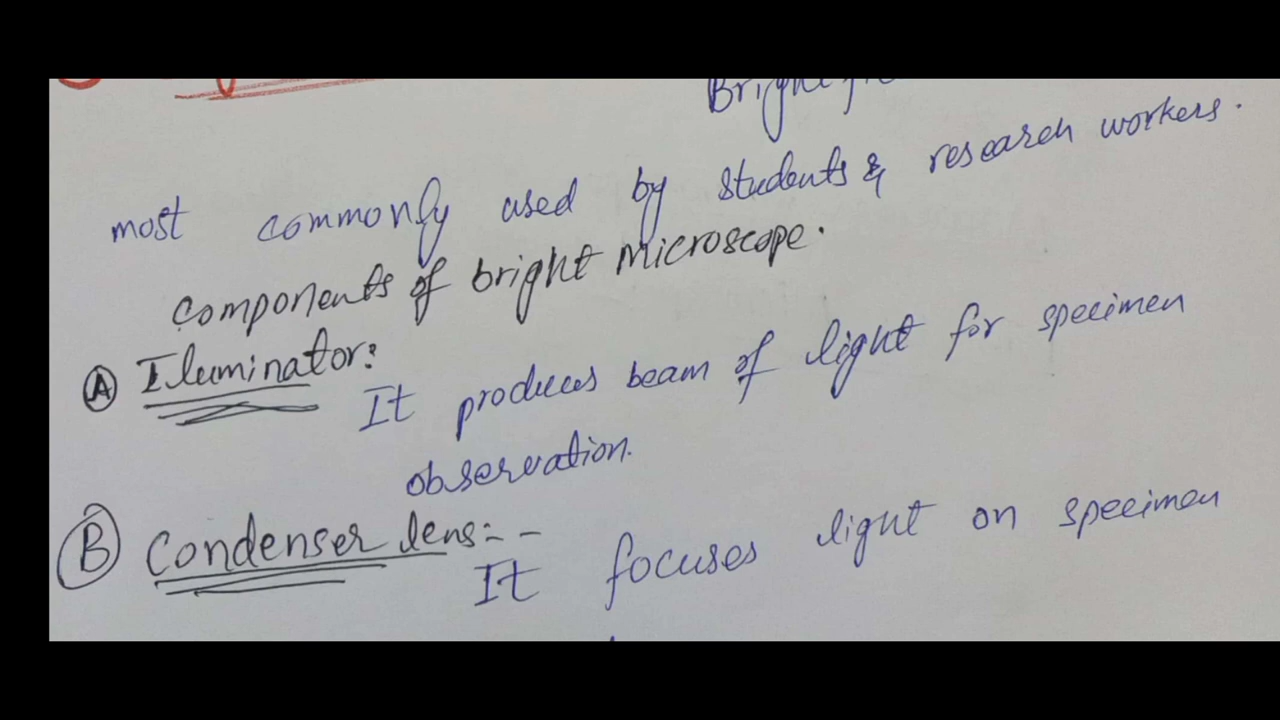 most commonly used by students & research workers.
components of bright microscope.
Ⓐ Iluminator:
It produces beam of light for specimen
observation.
Ⓑ Condenser lens:-
It focuses light on specimen